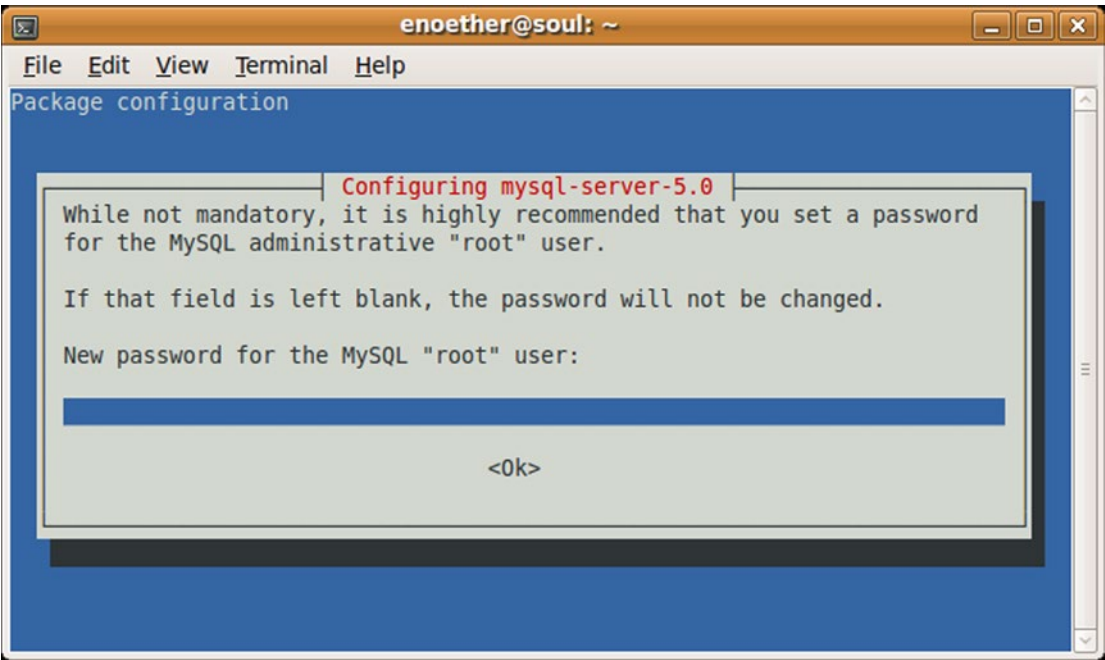 enoether@soul: ~
File Edit View Terminal Help
Package configuration
Configuring mysql-server-5.0
While not mandatory, it is highly recommended that you set a password
for the MySQL administrative "root" user.
If that field is left blank, the password will not be changed.
New password for the MySQL "root" user:
<Ok>